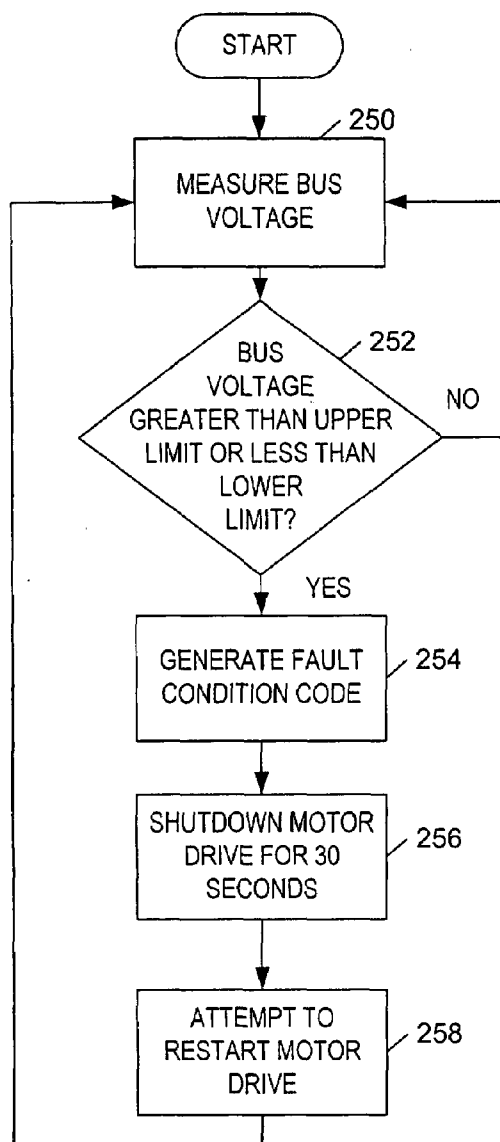 START
250
MEASURE BUS
VOLTAGE
252
BUS
VOLTAGE
GREATER THAN UPPER
LIMIT OR LESS THAN
LOWER
LIMIT?
NO
YES
GENERATE FAULT
CONDITION CODE
254
SHUTDOWN MOTOR
DRIVE FOR 30
SECONDS
256
ATTEMPT TO
RESTART MOTOR
DRIVE
258